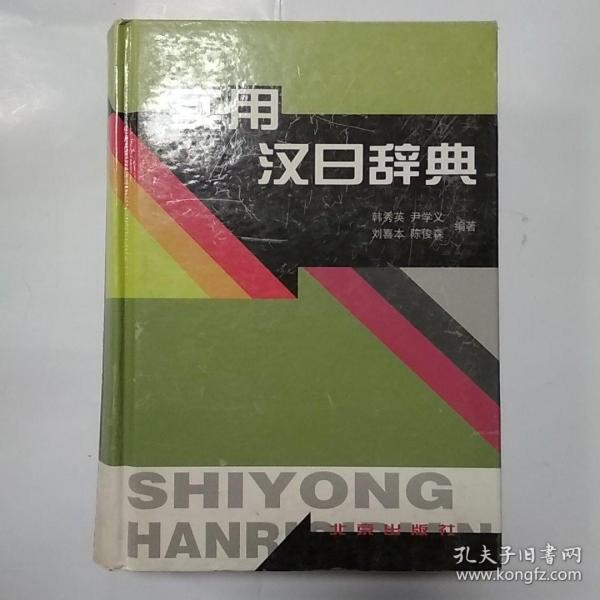 实用
汉日辞典
韩秀英 尹学义
刘喜本 陈俊森
编著
SHIYONG
HANRI
北京出版社
孔夫子旧书网
www.kongfz.com